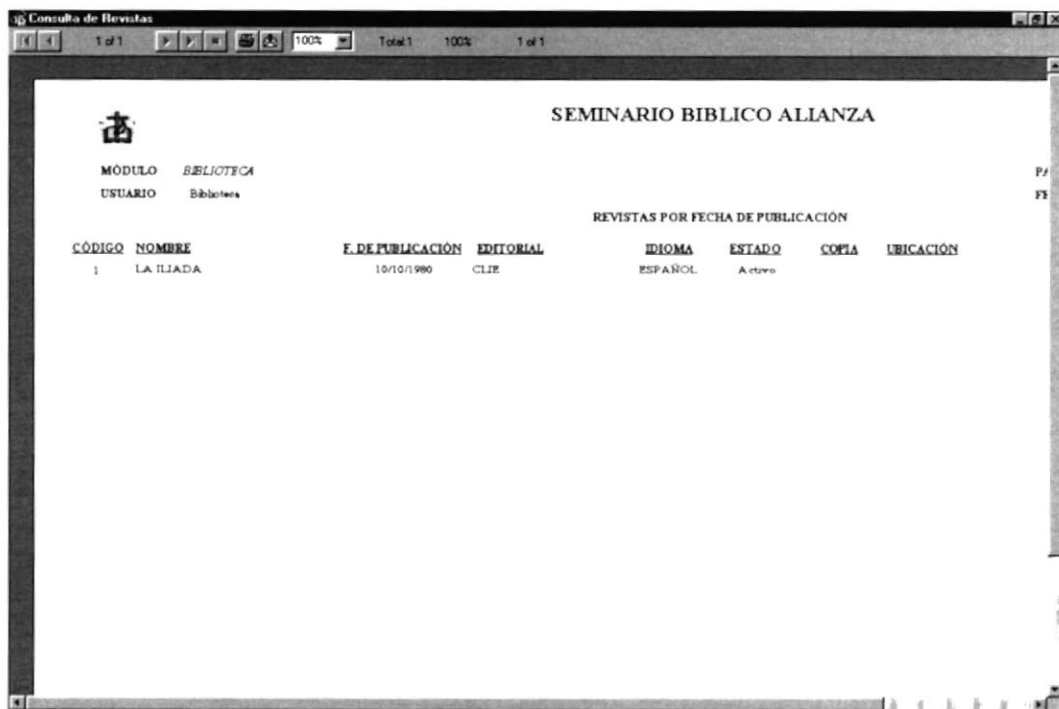 Consulta de Revistas
1 of 1 100% Total:1 100% 1 of 1
SEMINARIO BIBLICO ALIANZA
MÓDULO BIBLIOTECA
USUARIO Biblioteca
REVISTAS POR FECHA DE PUBLICACIÓN
CÓDIGO NOMBRE F. DE PUBLICACIÓN EDITORIAL IDIOMA ESTADO COPIA UBICACIÓN
1 LA ILIADA 10/10/1980 CLIE ESPAÑOL Activo